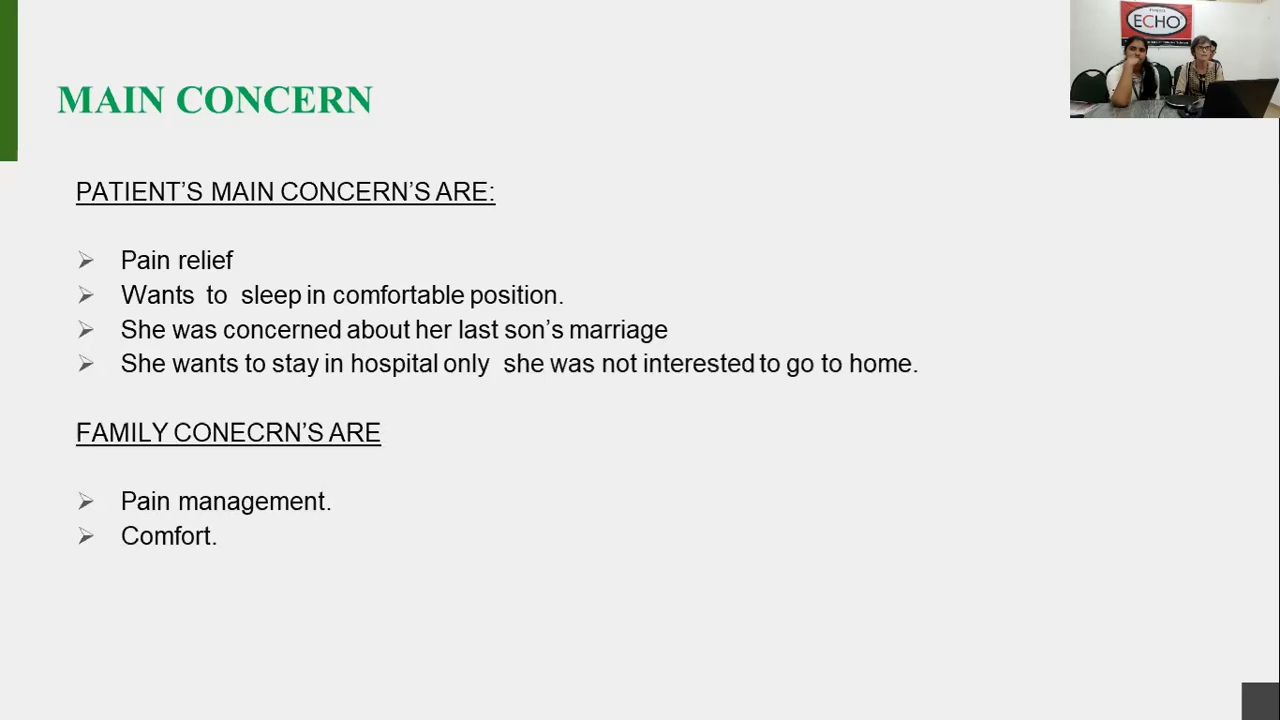 ECHO
MAIN CONCERN
PATIENT’S MAIN CONCERN’S ARE:
Pain relief
Wants to sleep in comfortable position.
She was concerned about her last son’s marriage
She wants to stay in hospital only she was not interested to go to home.
FAMILY CONECRN’S ARE
Pain management.
Comfort.